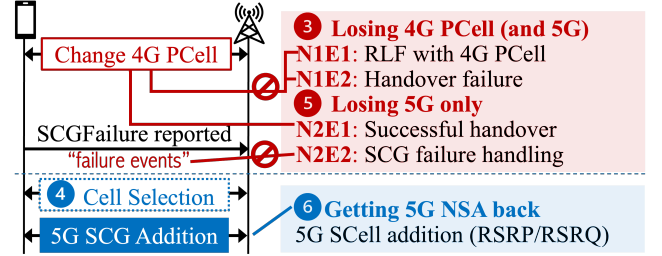 3 Losing 4G PCell (and 5G)
Change 4G PCell
N1E1: RLF with 4G PCell
N1E2: Handover failure
5 Losing 5G only
N2E1: Successful handover
SCGFailure reported
"failure events"
N2E2: SCG failure handling
4 Cell Selection
6 Getting 5G NSA back
5G SCG Addition
5G SCell addition (RSRP/RSRQ)